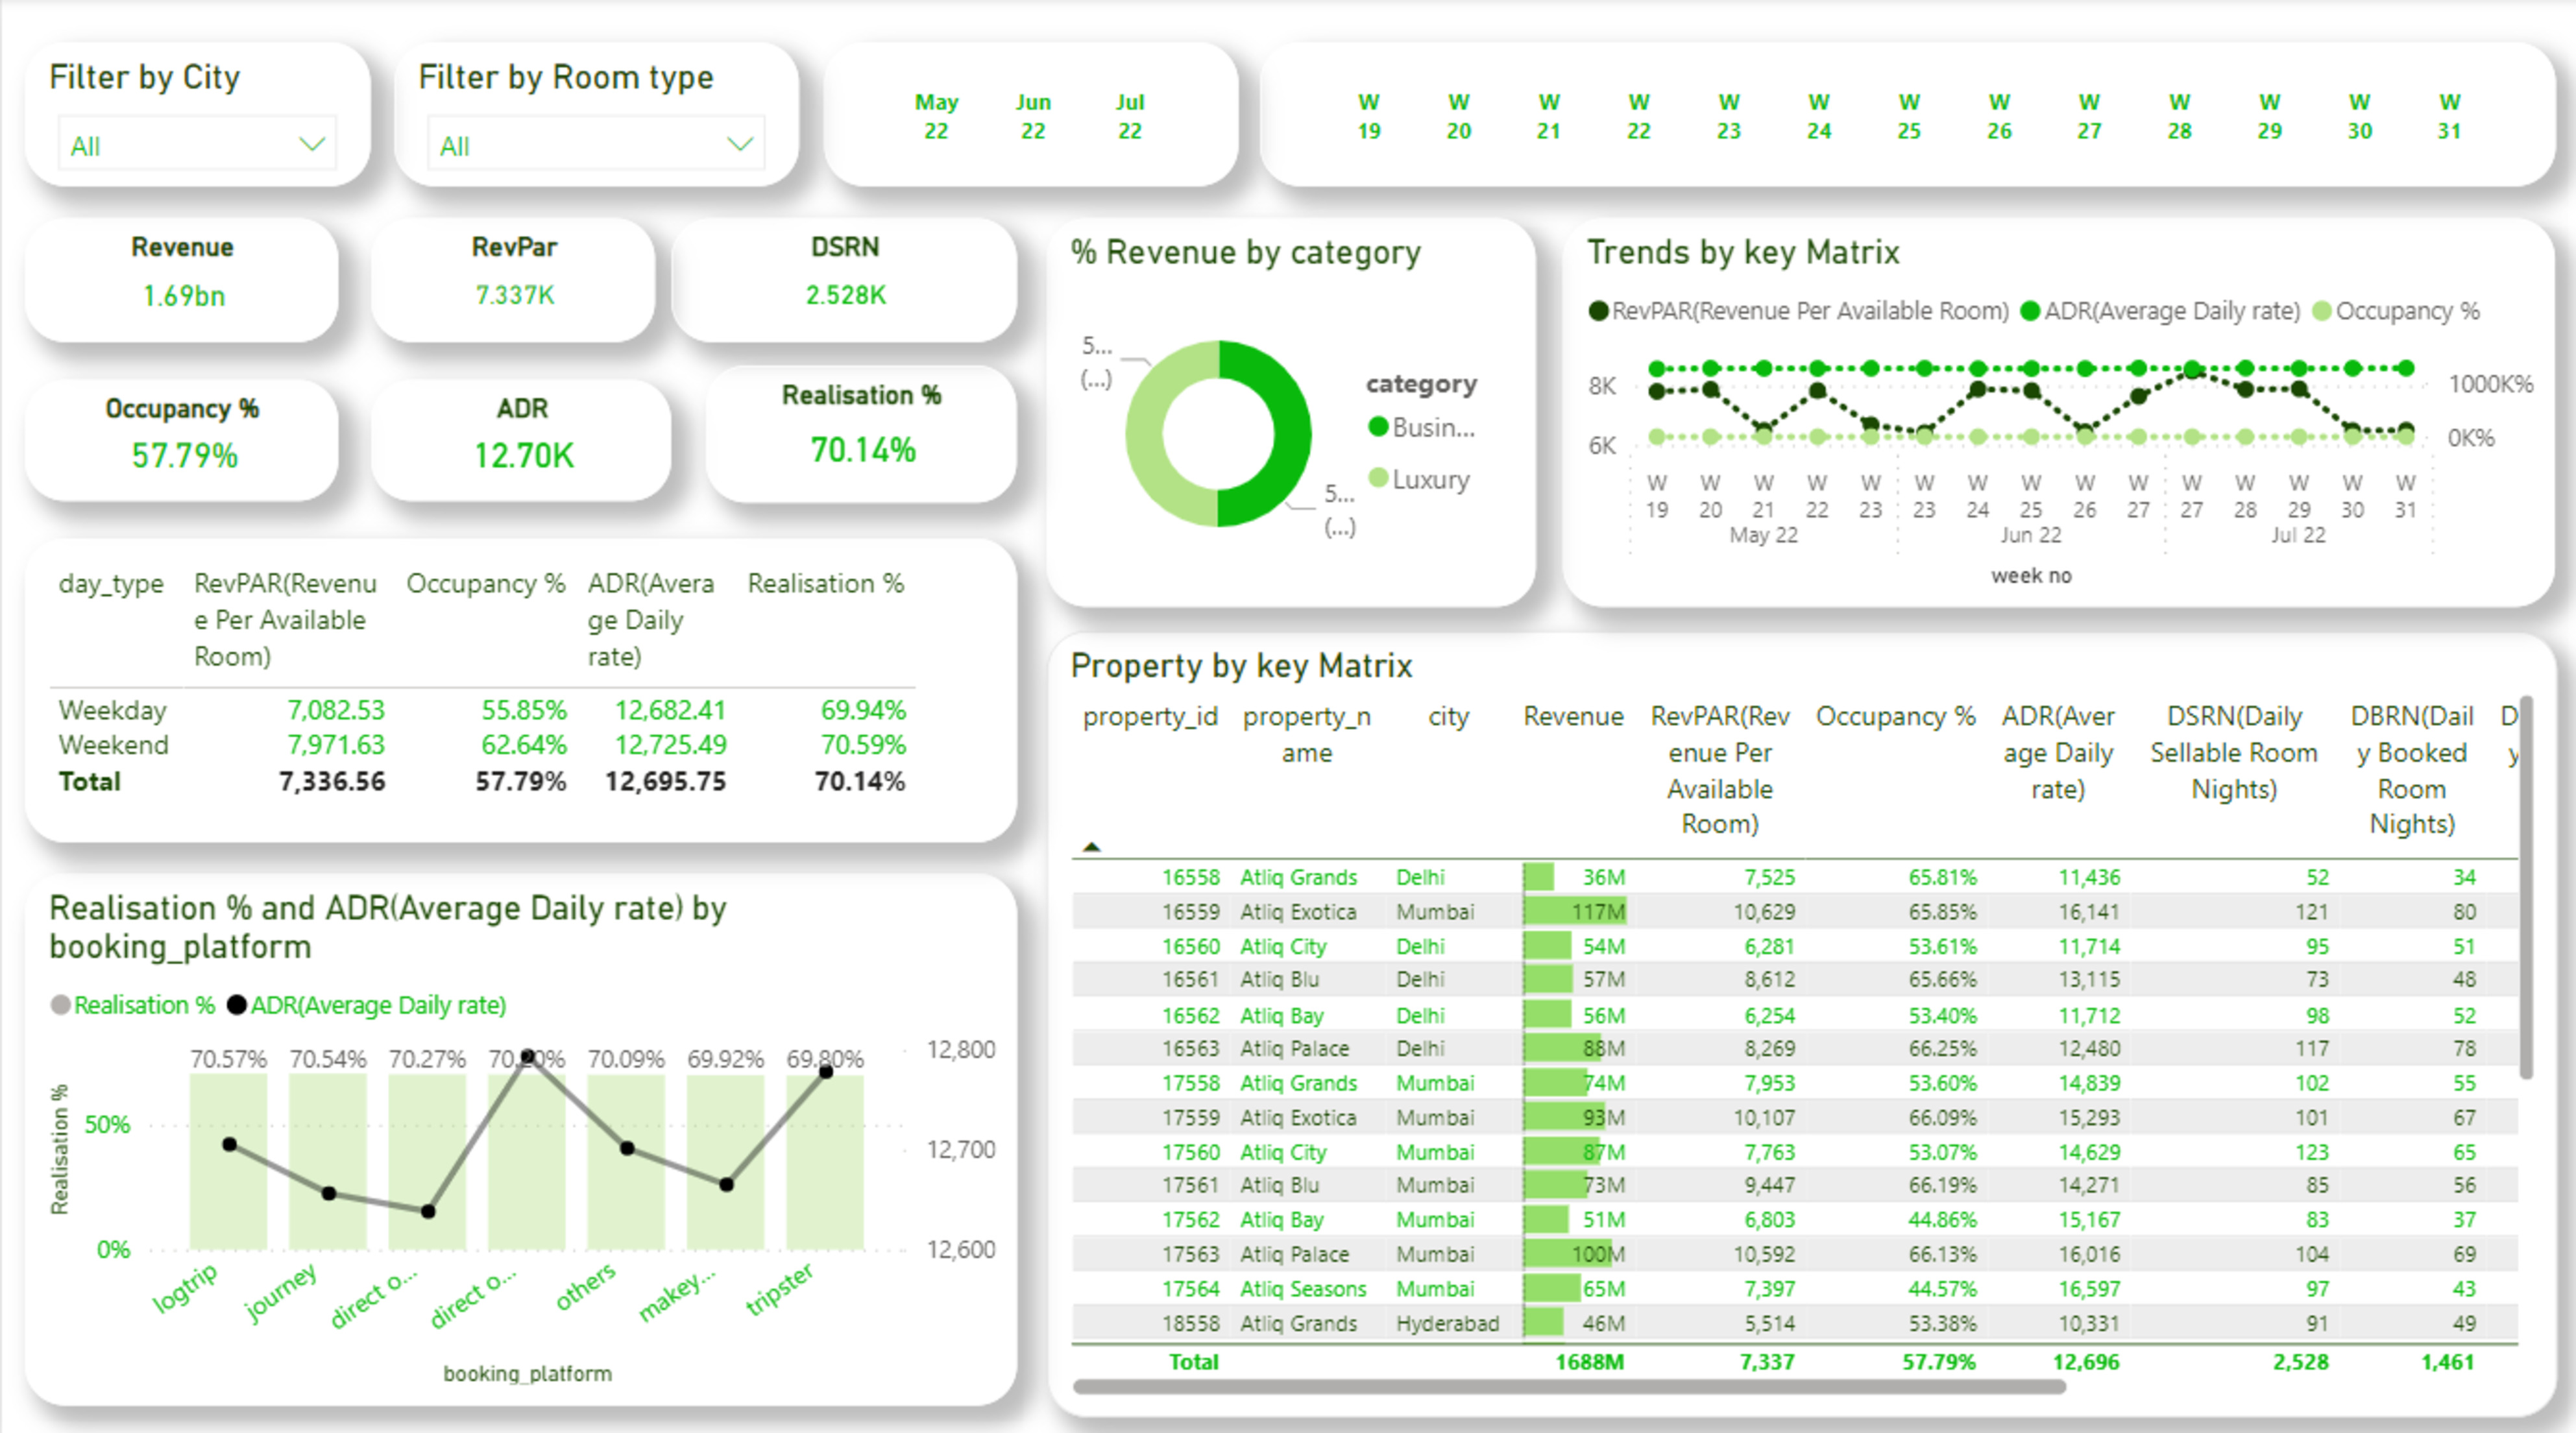 Filter by City
All
Filter by Room type
All
May Jun Jul
22 22 22
W W W W W W W W W W W W W
19 20 21 22 23 24 25 26 27 28 29 30 31
Revenue
1.69bn
RevPar
7.337K
DSRN
2.528K
Occupancy %
57.79%
ADR
12.70K
Realisation %
70.14%
% Revenue by category
5...
(...)
5...
(...)
category
Busin...
Luxury
Trends by key Matrix
RevPAR(Revenue Per Available Room) ADR(Average Daily rate) Occupancy %
8K
6K
1000K%
0K%
W W W W W W W W W W W W W W W
19 20 21 22 23 23 24 25 26 27 27 28 29 30 31
May 22 Jun 22 Jul 22
week no
day_type RevPAR(Revenu Occupancy % ADR(Avera Realisation %
e Per Available ge Daily
Room) rate)
Weekday 7,082.53 55.85% 12,682.41 69.94%
Weekend 7,971.63 62.64% 12,725.49 70.59%
Total 7,336.56 57.79% 12,695.75 70.14%
Realisation % and ADR(Average Daily rate) by
booking_platform
Realisation % ADR(Average Daily rate)
70.57% 70.54% 70.27% 70.09% 69.92% 69.80%
12,800
12,700
12,600
Realisation %
50%
0%
logtrip journey direct o... direct o... others makey... tripster
booking_platform
Property by key Matrix
property_id property_n city Revenue RevPAR(Rev Occupancy % ADR(Aver DSRN(Daily DBRN(Dail D
ame enue Per age Daily Sellable Room y Booked y
Available rate) Nights) Room
Room) Nights)
16558 Atliq Grands Delhi 36M 7,525 65.81% 11,436 52 34
16559 Atliq Exotica Mumbai 117M 10,629 65.85% 16,141 121 80
16560 Atliq City Delhi 54M 6,281 53.61% 11,714 95 51
16561 Atliq Blu Delhi 57M 8,612 65.66% 13,115 73 48
16562 Atliq Bay Delhi 56M 6,254 53.40% 11,712 98 52
16563 Atliq Palace Delhi 88M 8,269 66.25% 12,480 117 78
17558 Atliq Grands Mumbai 74M 7,953 53.60% 14,839 102 55
17559 Atliq Exotica Mumbai 93M 10,107 66.09% 15,293 101 67
17560 Atliq City Mumbai 87M 7,763 53.07% 14,629 123 65
17561 Atliq Blu Mumbai 73M 9,447 66.19% 14,271 85 56
17562 Atliq Bay Mumbai 51M 6,803 44.86% 15,167 83 37
17563 Atliq Palace Mumbai 100M 10,592 66.13% 16,016 104 69
17564 Atliq Seasons Mumbai 65M 7,397 44.57% 16,597 97 43
18558 Atliq Grands Hyderabad 46M 5,514 53.38% 10,331 91 49
Total 1688M 7,337 57.79% 12,696 2,528 1,461